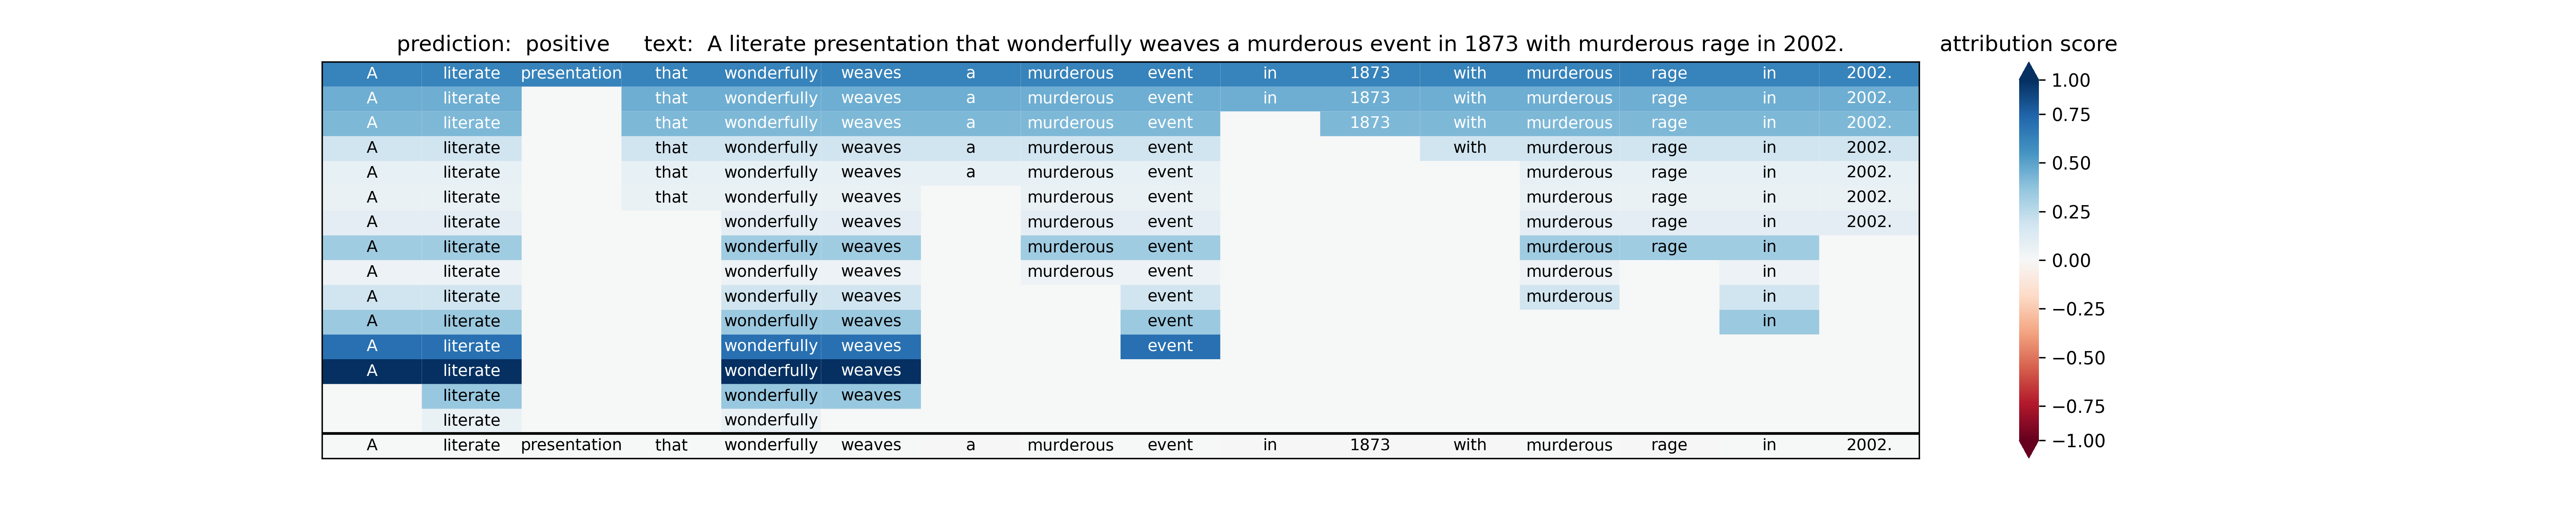 prediction: positive text: A literate presentation that wonderfully weaves a murderous event in 1873 with murderous rage in 2002. attribution score
A literate presentation that wonderfully weaves a murderous event in 1873 with murderous rage in 2002.
A literate that wonderfully weaves a murderous event in 1873 with murderous rage in 2002.
A literate that wonderfully weaves a murderous event 1873 with murderous rage in 2002.
A literate that wonderfully weaves a murderous event with murderous rage in 2002.
A literate that wonderfully weaves a murderous event murderous rage in 2002.
A literate that wonderfully weaves murderous event murderous rage in 2002.
A literate wonderfully weaves murderous event murderous rage in 2002.
A literate wonderfully weaves murderous event murderous rage in
A literate wonderfully weaves murderous event murderous in
A literate wonderfully weaves event murderous in
A literate wonderfully weaves event in
A literate wonderfully weaves event
A literate wonderfully weaves
literate wonderfully weaves
literate wonderfully
A literate presentation that wonderfully weaves a murderous event in 1873 with murderous rage in 2002.
1.00
0.75
0.50
0.25
0.00
−0.25
−0.50
−0.75
−1.00